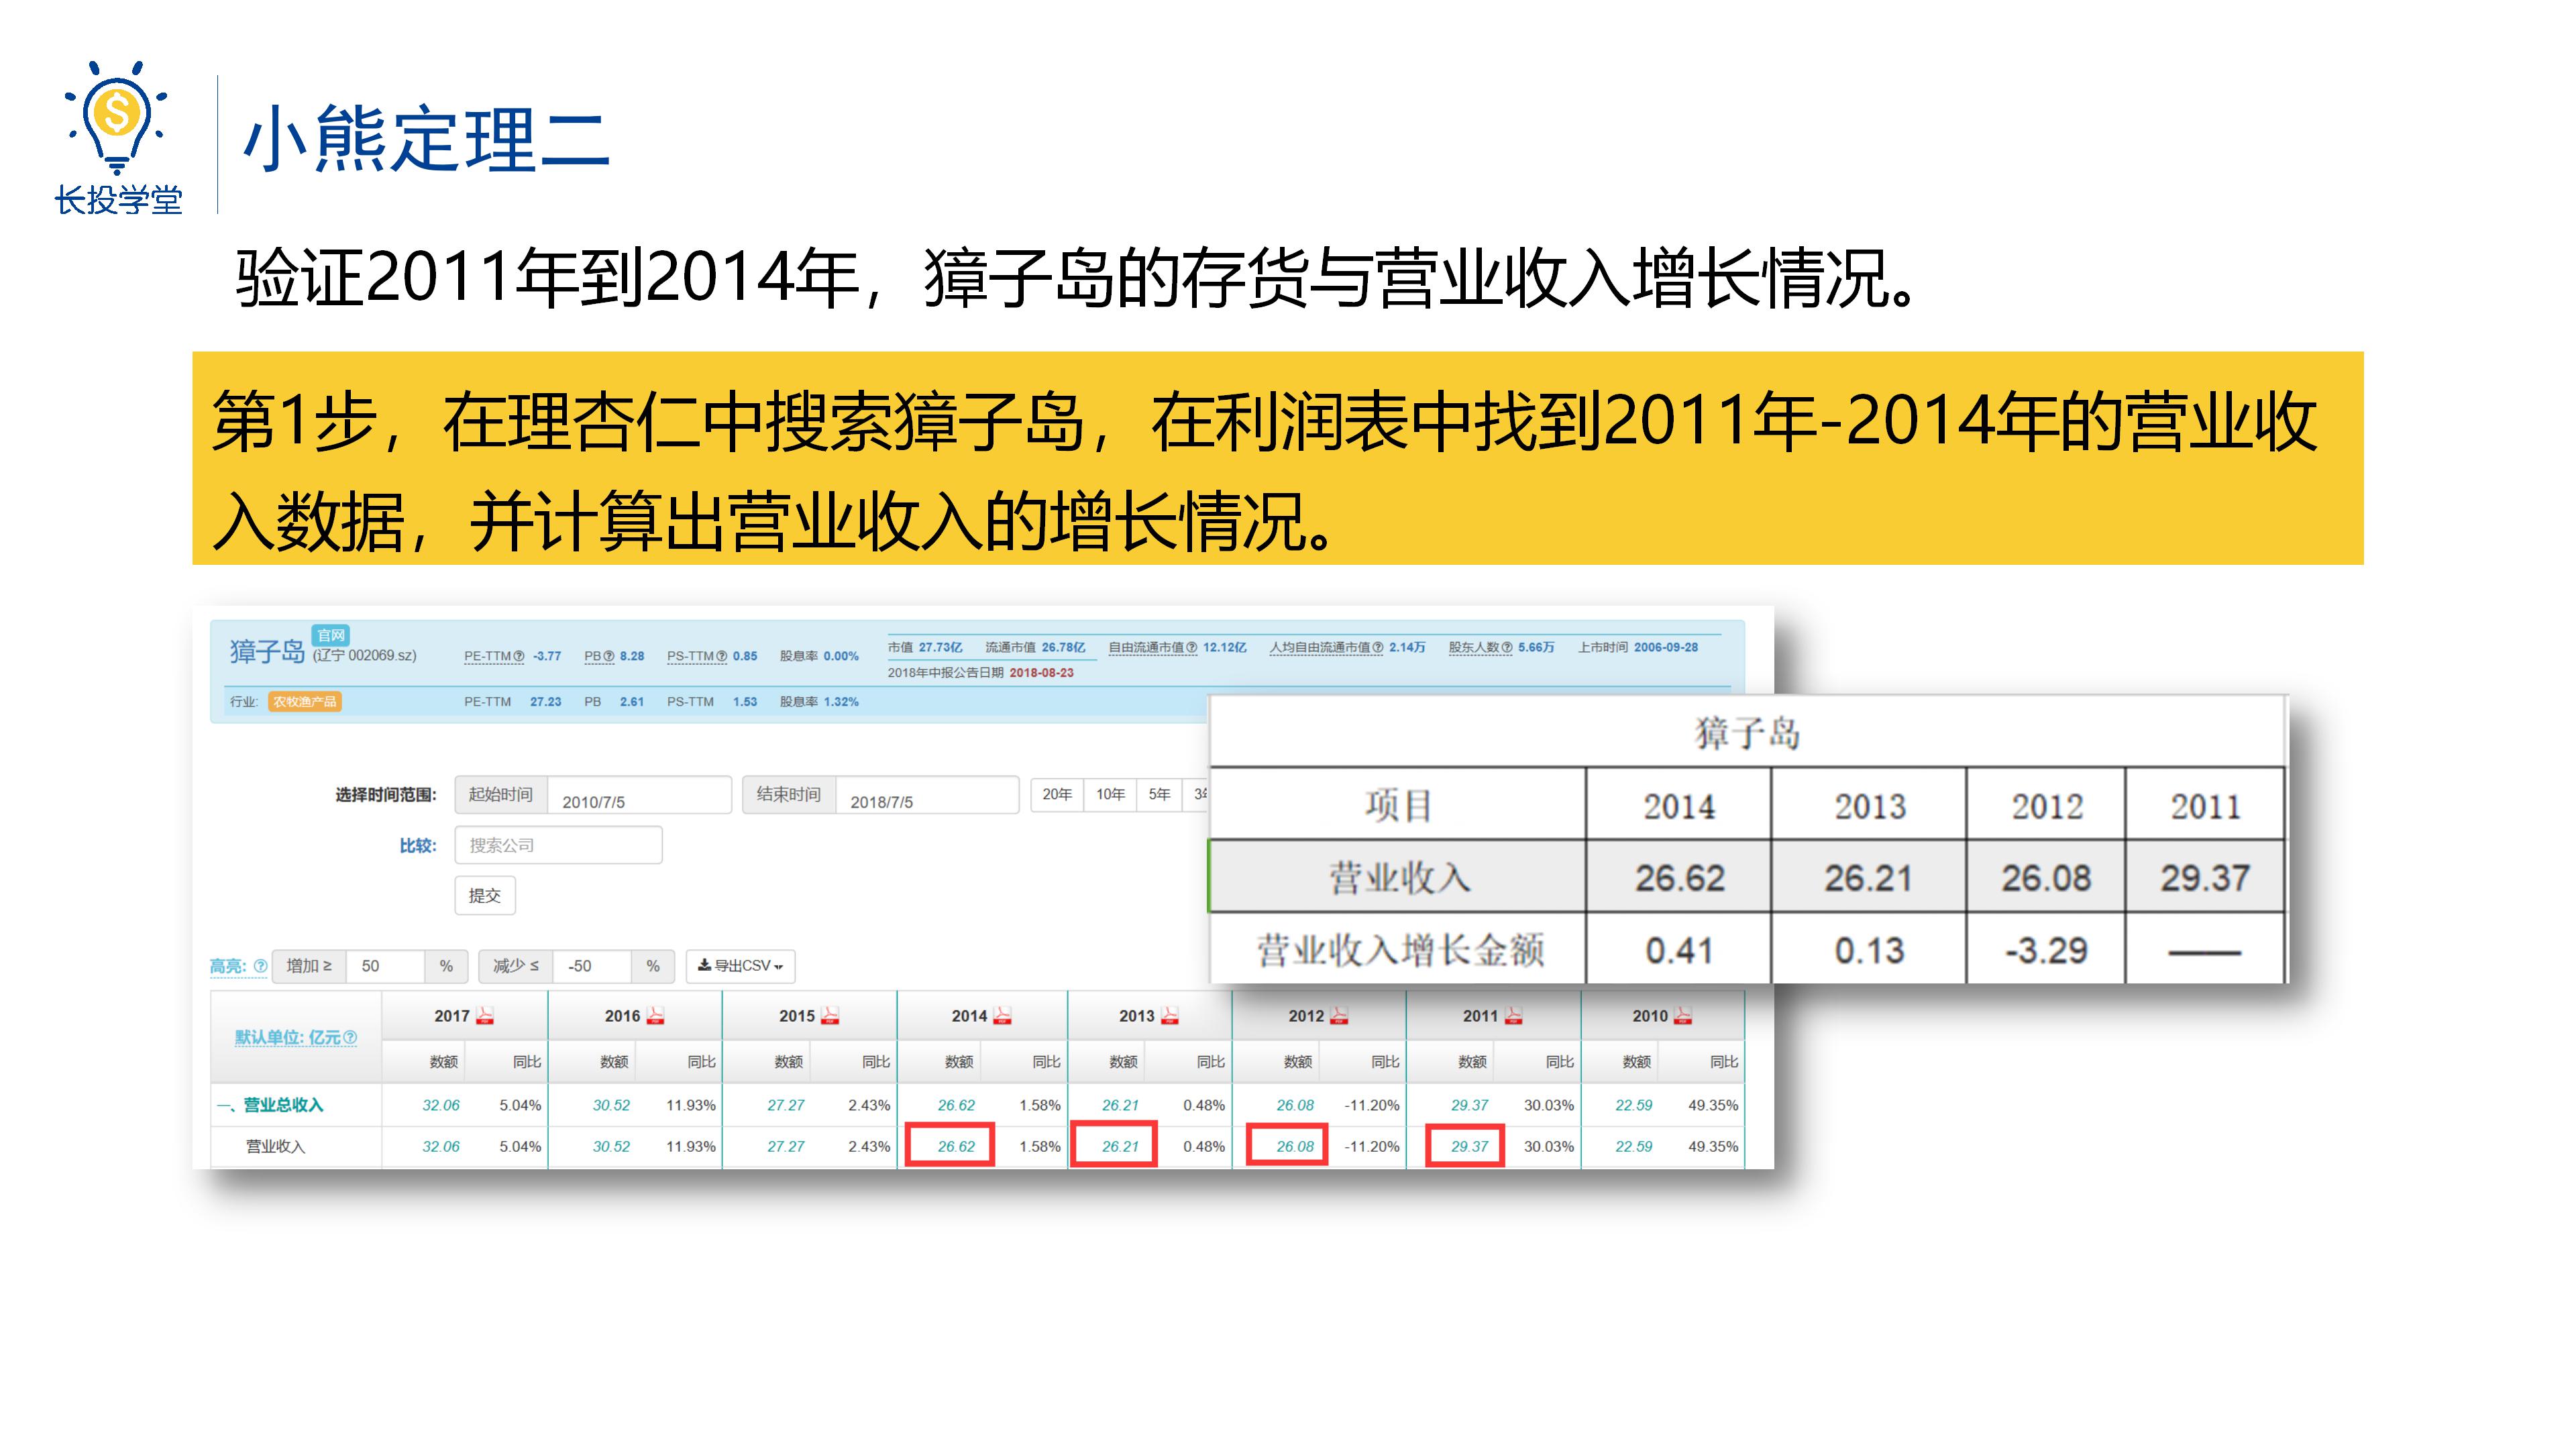 长投学堂
小熊定理二
验证2011年到2014年，獐子岛的存货与营业收入增长情况。
第1步，在理杏仁中搜索獐子岛，在利润表中找到2011年-2014年的营业收
入数据，并计算出营业收入的增长情况。
獐子岛 官网 (辽宁 002069.sz) PE-TTM -3.77 PB 8.28 PS-TTM 0.85 股息率 0.00%
市值 27.73亿 流通市值 26.78亿 自由流通市值 12.12亿 人均自由流通市值 2.14万 股东人数 5.66万 上市时间 2006-09-28
2018年中报公告日期 2018-08-23
行业: 农牧渔产品 PE-TTM 27.23 PB 2.61 PS-TTM 1.53 股息率 1.32%
选择时间范围: 起始时间 2010/7/5 结束时间 2018/7/5 20年 10年 5年
比较: 搜索公司
提交
高亮: 增加 ≥ 50 % 减少 ≤ -50 % 导出CSV
默认单位: 亿元 2017 2016 2015 2014 2013 2012 2011 2010
数额 同比 数额 同比 数额 同比 数额 同比 数额 同比 数额 同比 数额 同比 数额 同比
一、营业总收入 32.06 5.04% 30.52 11.93% 27.27 2.43% 26.62 1.58% 26.21 0.48% 26.08 -11.20% 29.37 30.03% 22.59 49.35%
营业收入 32.06 5.04% 30.52 11.93% 27.27 2.43% 26.62 1.58% 26.21 0.48% 26.08 -11.20% 29.37 30.03% 22.59 49.35%
獐子岛
项目 2014 2013 2012 2011
营业收入 26.62 26.21 26.08 29.37
营业收入增长金额 0.41 0.13 -3.29 ——